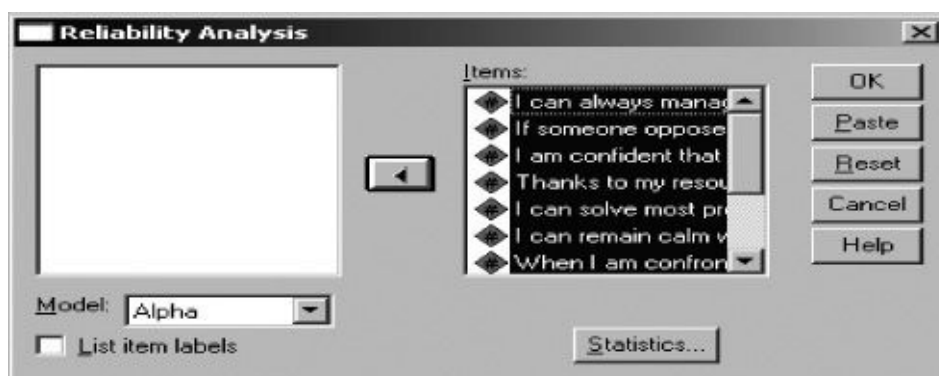 Reliability Analysis
Items:
I can always manag
If someone oppose
I am confident that
Thanks to my resou
I can solve most pr
I can remain calm w
When I am confron
OK
Paste
Reset
Cancel
Help
Model: Alpha
List item labels
Statistics...